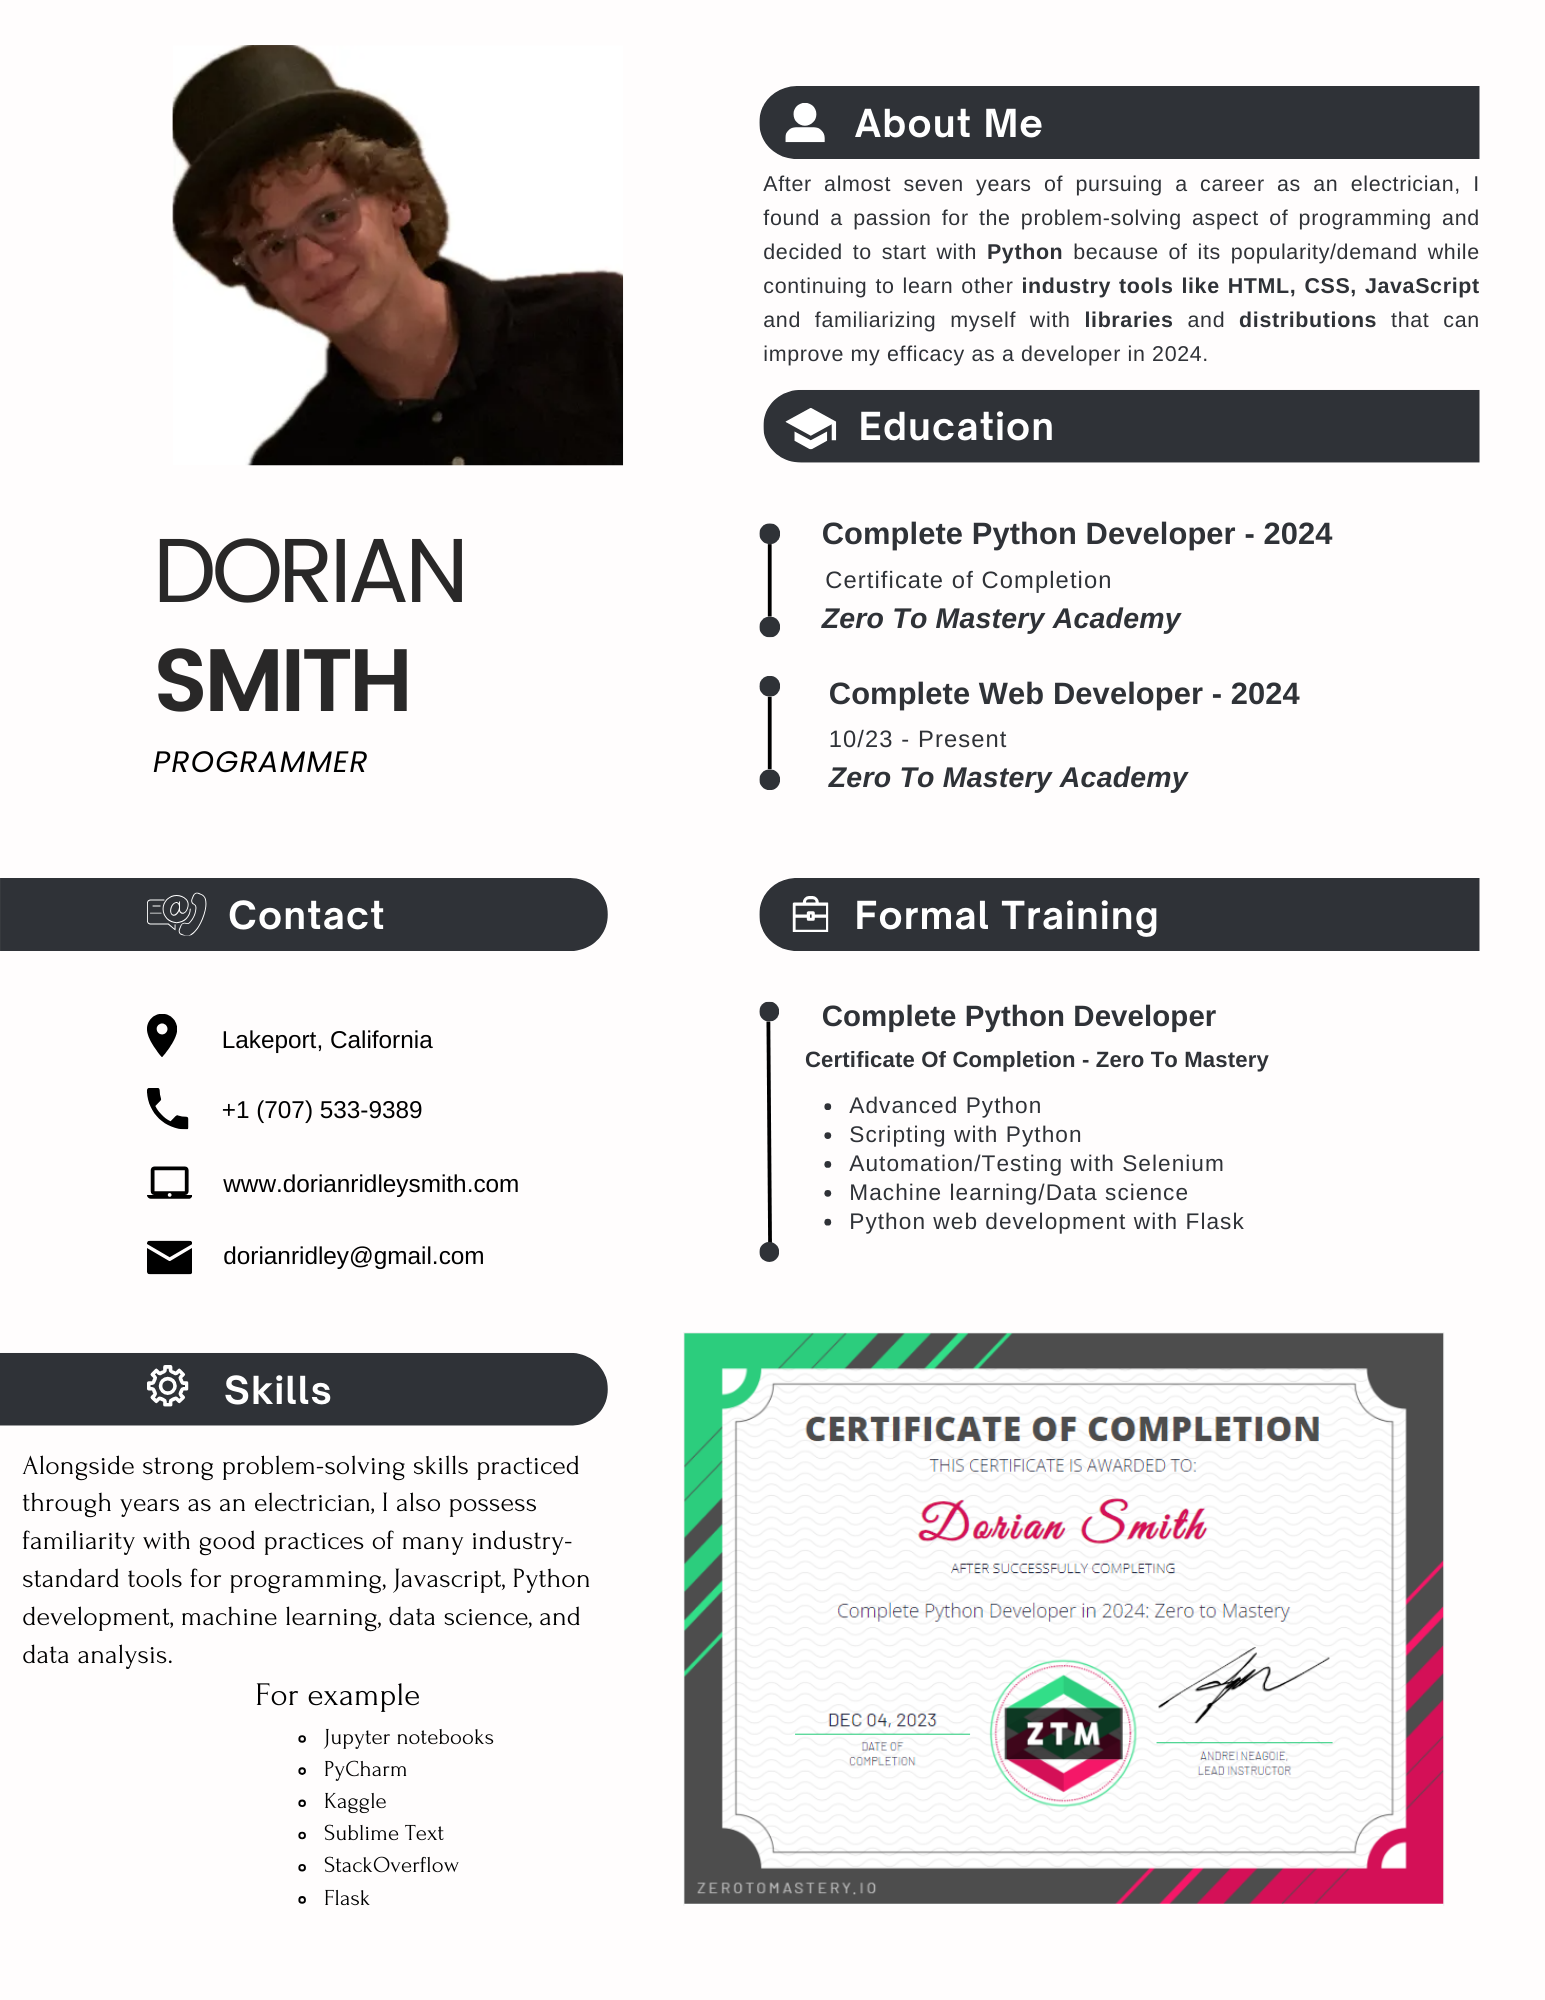 DORIAN
SMITH
PROGRAMMER
Contact
Lakeport, California
+1 (707) 533-9389
www.dorianridleysmith.com
dorianridley@gmail.com
Skills
Alongside strong problem-solving skills practiced
through years as an electrician, I also possess
familiarity with good practices of many industry-
standard tools for programming, Javascript, Python
development, machine learning, data science, and
data analysis.
For example
Jupyter notebooks
PyCharm
Kaggle
Sublime Text
StackOverflow
Flask
About Me
After almost seven years of pursuing a career as an electrician, I
found a passion for the problem-solving aspect of programming and
decided to start with Python because of its popularity/demand while
continuing to learn other industry tools like HTML, CSS, JavaScript
and familiarizing myself with libraries and distributions that can
improve my efficacy as a developer in 2024.
Education
Complete Python Developer - 2024
Certificate of Completion
Zero To Mastery Academy
Complete Web Developer - 2024
10/23 - Present
Zero To Mastery Academy
Formal Training
Complete Python Developer
Certificate Of Completion - Zero To Mastery
Advanced Python
Scripting with Python
Automation/Testing with Selenium
Machine learning/Data science
Python web development with Flask
CERTIFICATE OF COMPLETION
THIS CERTIFICATE IS AWARDED TO:
Dorian Smith
AFTER SUCCESSFULLY COMPLETING
Complete Python Developer in 2024: Zero to Mastery
DEC 04, 2023
DATE OF
COMPLETION
ZTM
ANDREI NEAGOIE,
LEAD INSTRUCTOR
ZEROTOMASTERY.IO